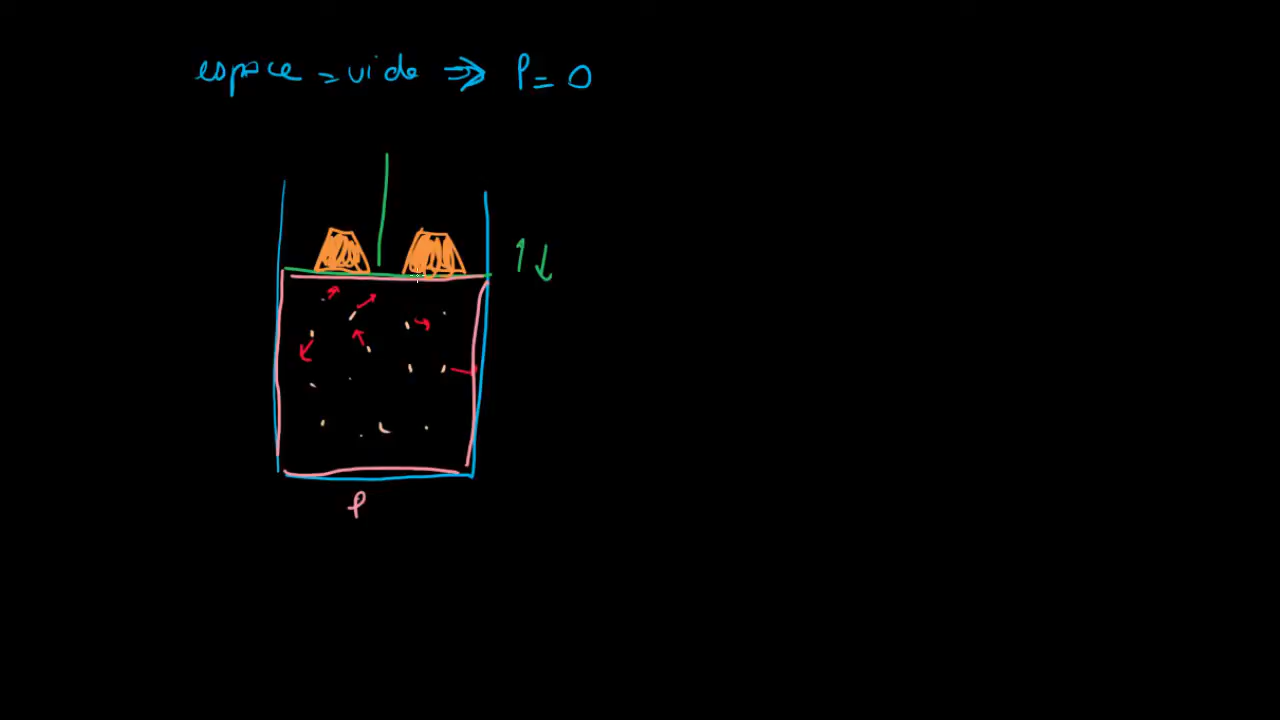 espace = vide ⇒ P = 0
P